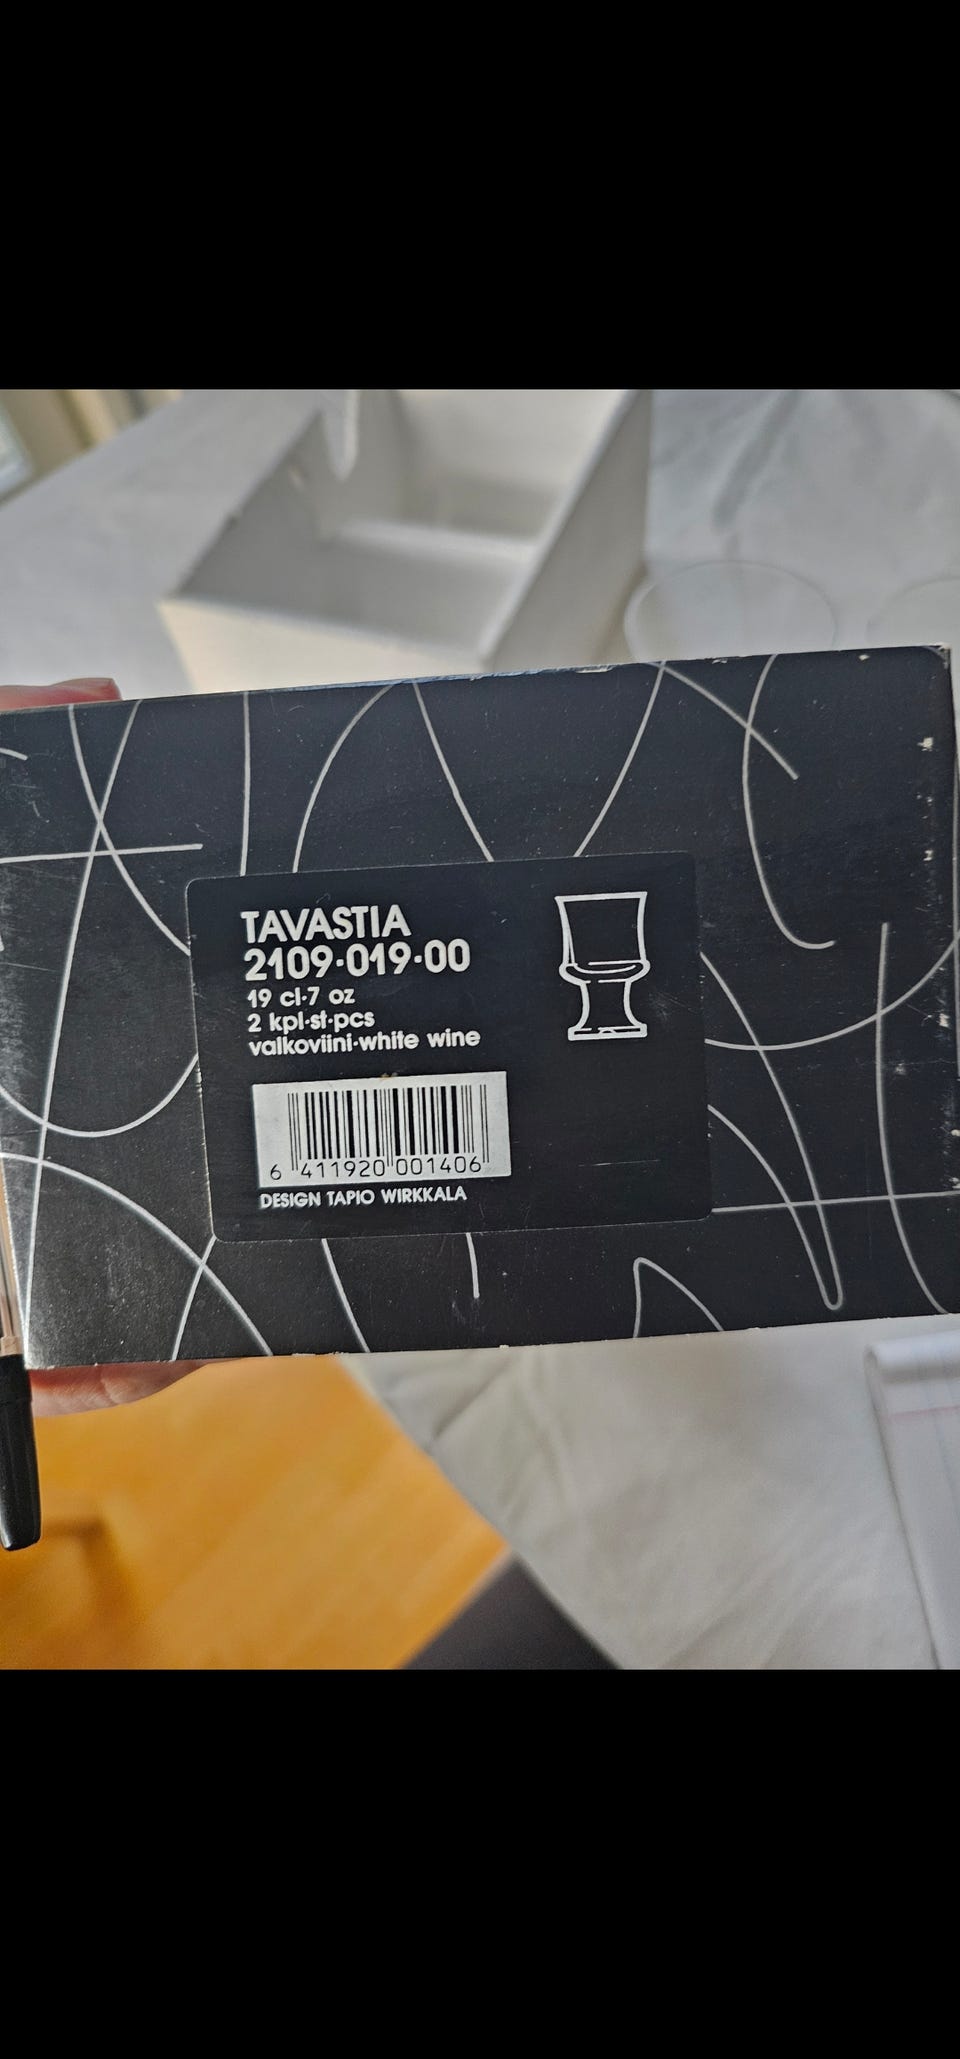 TAVASTIA
2109·019·00
19 cl·7 oz
2 kpl·st·pcs
valkoviini·white wine
6 411920 001406
DESIGN TAPIO WIRKKALA